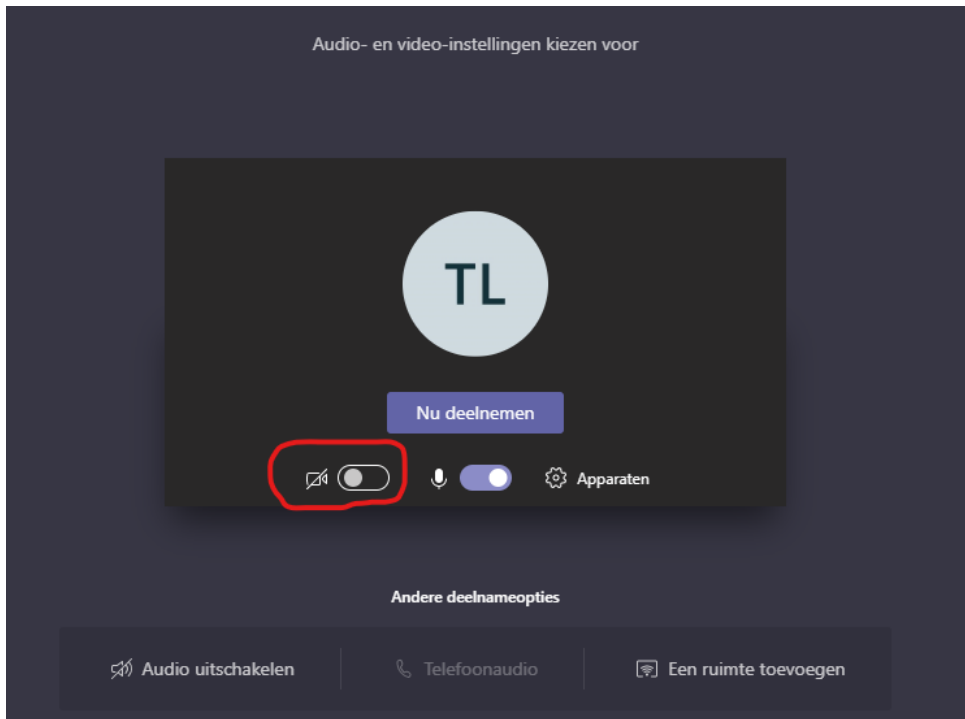 Audio- en video-instellingen kiezen voor
TL
Nu deelnemen
Apparaten
Andere deelnameopties
Audio uitschakelen
Telefoonaudio
Een ruimte toevoegen